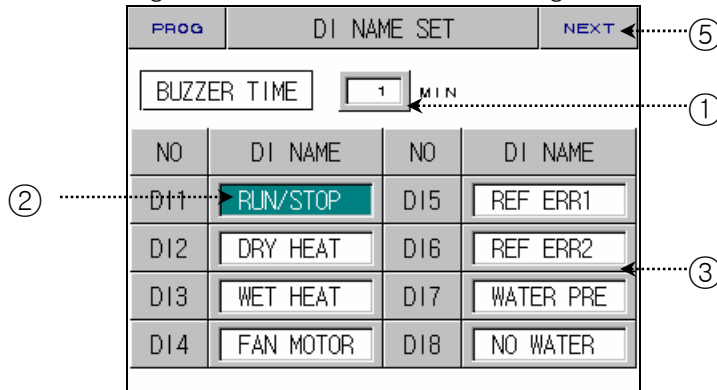 PROG DI NAME SET NEXT ⑤
BUZZER TIME 1 MIN
①
NO DI NAME NO DI NAME
② DI1 RUN/STOP DI5 REF ERR1
DI2 DRY HEAT DI6 REF ERR2
③
DI3 WET HEAT DI7 WATER PRE
DI4 FAN MOTOR DI8 NO WATER